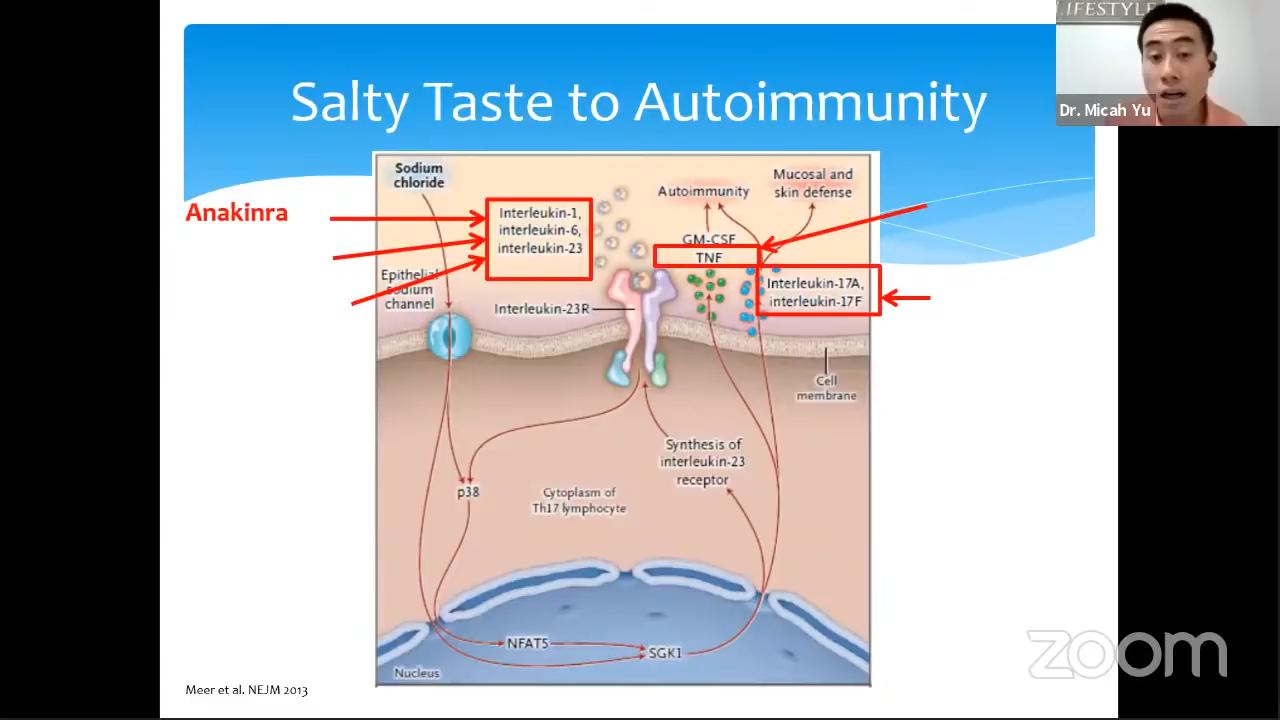 LIFESTYLE
Dr. Micah Yu
Salty Taste to Autoimmunity
Anakinra
Sodium
chloride
Interleukin-1,
interleukin-6,
interleukin-23
Autoimmunity
Mucosal and
skin defense
GM-CSF
TNF
Epithelial
sodium
channel
Interleukin-23R
Interleukin-17A,
interleukin-17F
Cell
membrane
Synthesis of
interleukin-23
receptor
p38
Cytoplasm of
Th17 lymphocyte
NFAT5
SGK1
Nucleus
Meer et al. NEJM 2013
zoom